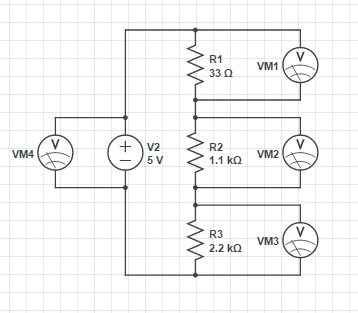 R1
33 Ω
VM1
V
VM4
V
+
−
V2
5 V
R2
1.1 kΩ
VM2
V
R3
2.2 kΩ
VM3
V